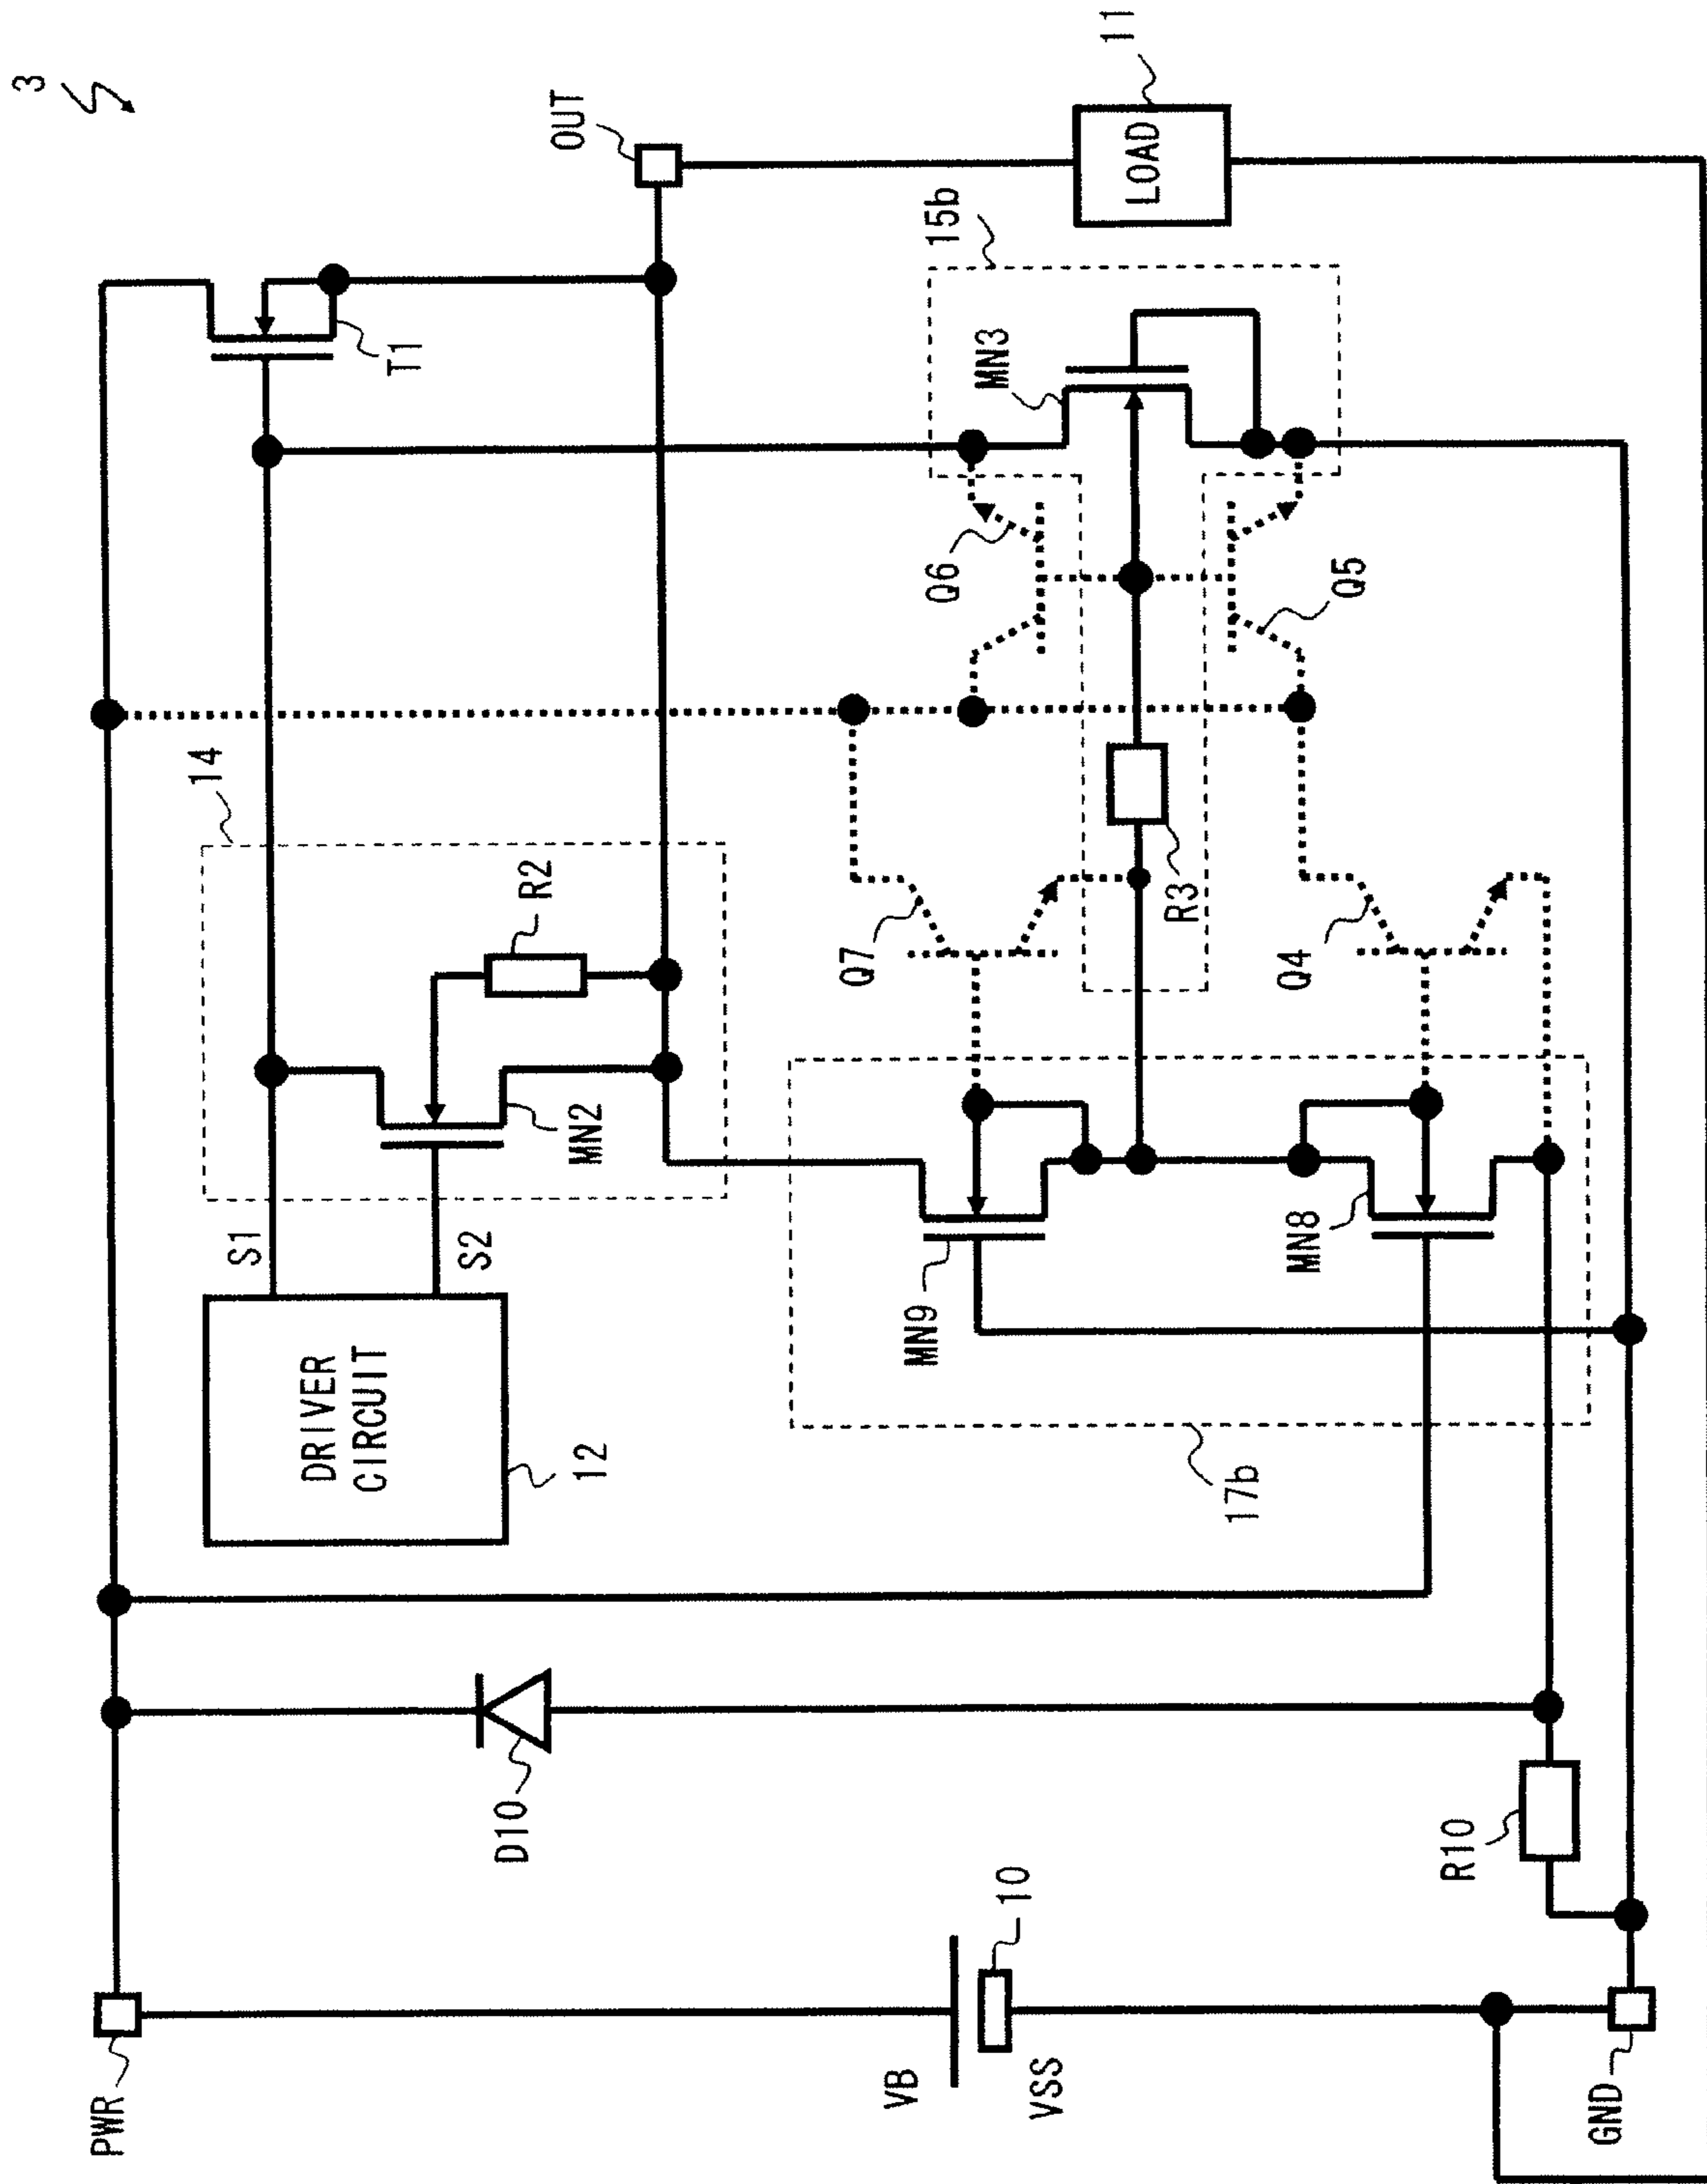 3
PWR
OUT
T1
14
S1
S2
R2
MN2
DRIVER
CIRCUIT
12
D10
VB
VSS
10
15b
MN3
LOAD
11
Q6
Q5
Q7
Q4
R3
MN9
MN8
17b
R10
GND